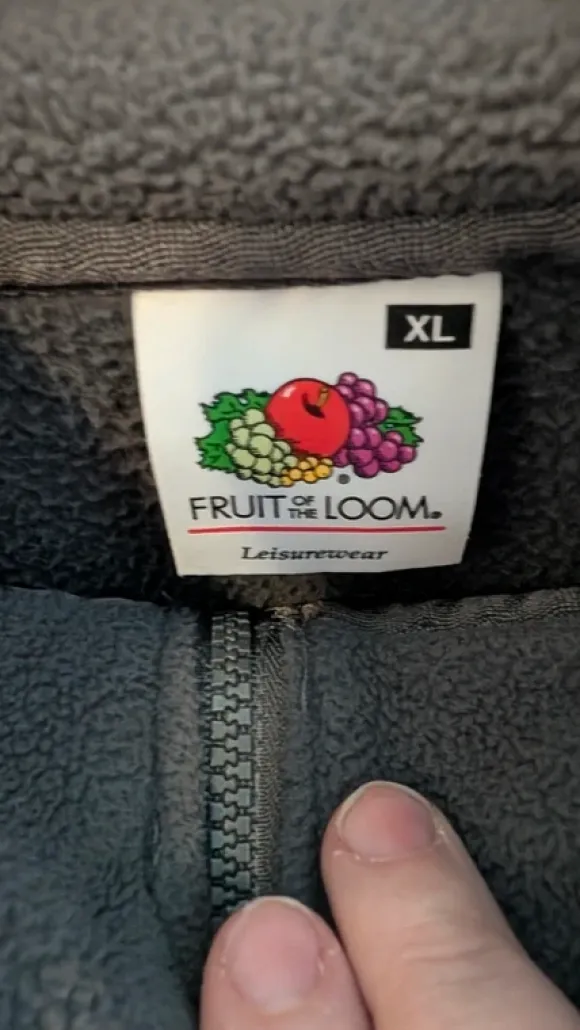 XL
®
FRUIT OF THE LOOM®
Leisurewear